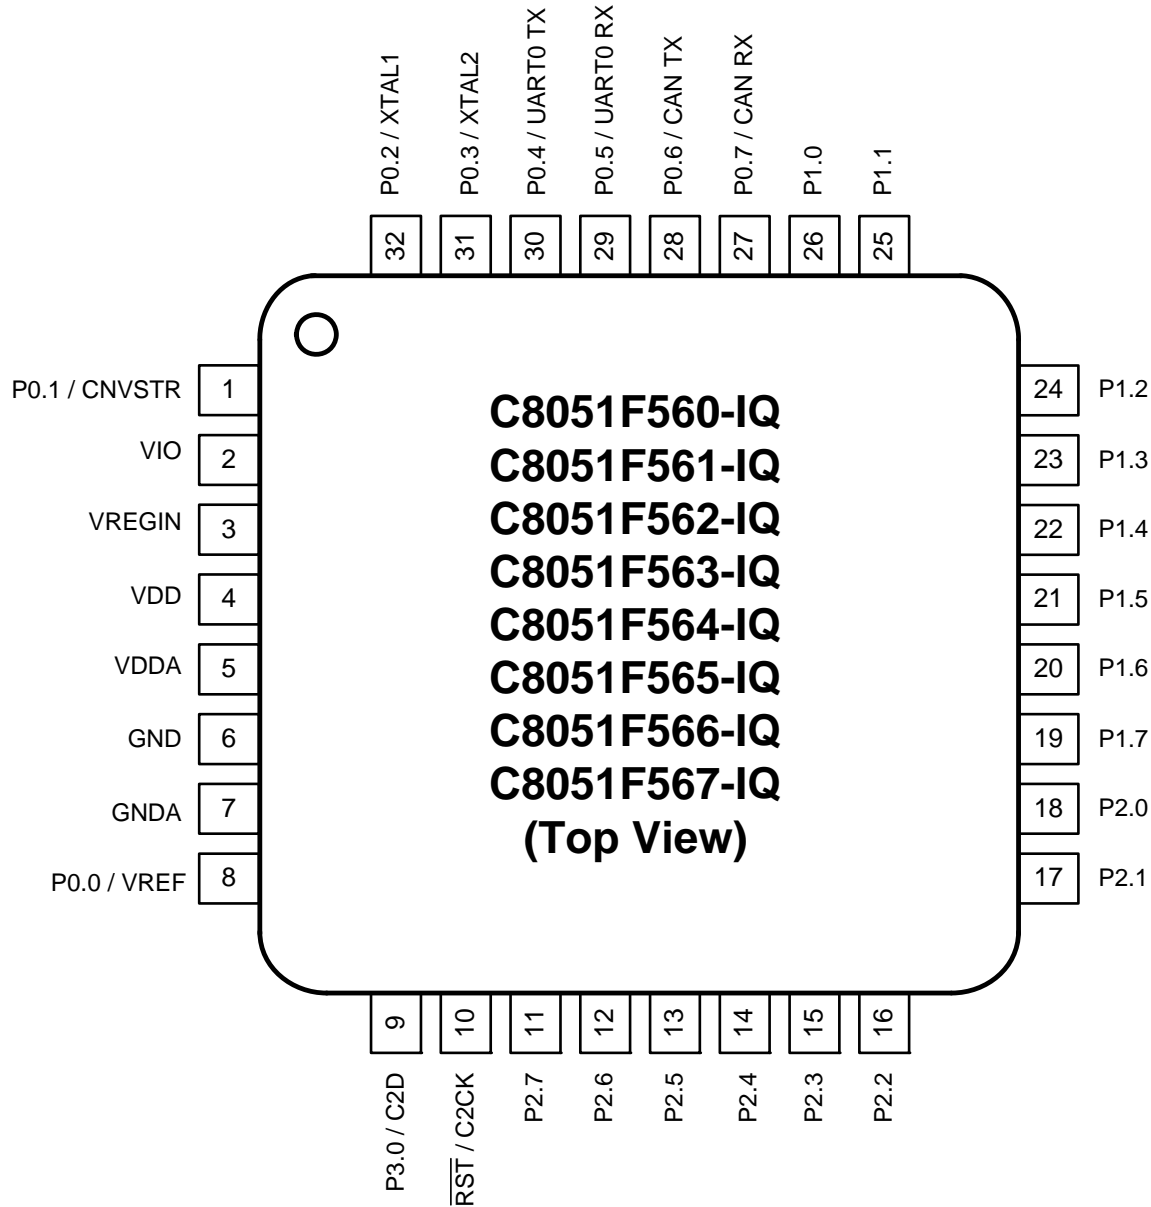 P0.2 / XTAL1
P0.3 / XTAL2
P0.4 / UART0 TX
P0.5 / UART0 RX
P0.6 / CAN TX
P0.7 / CAN RX
P1.0
P1.1
32
31
30
29
28
27
26
25
P0.1 / CNVSTR
1
VIO
2
VREGIN
3
VDD
4
VDDA
5
GND
6
GNDA
7
P0.0 / VREF
8
C8051F560-IQ
C8051F561-IQ
C8051F562-IQ
C8051F563-IQ
C8051F564-IQ
C8051F565-IQ
C8051F566-IQ
C8051F567-IQ
(Top View)
24 P1.2
23 P1.3
22 P1.4
21 P1.5
20 P1.6
19 P1.7
18 P2.0
17 P2.1
9
10
11
12
13
14
15
16
P3.0 / C2D
RST / C2CK
P2.7
P2.6
P2.5
P2.4
P2.3
P2.2